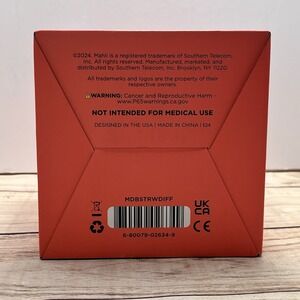 ©2024. Mahli is a registered trademark of Southern Telecom,
Inc. All rights reserved. Manufactured, marketed, and
distributed by Southern Telecom, Inc. Brooklyn, NY 11220.
All trademarks and logos are the property of their
respective owners.
WARNING: Cancer and Reproductive Harm -
www.P65warnings.ca.gov
NOT INTENDED FOR MEDICAL USE
DESIGNED IN THE USA | MADE IN CHINA | 124
MDBSTRWDIFF
UK
CA
CE
6-80079-02634-9